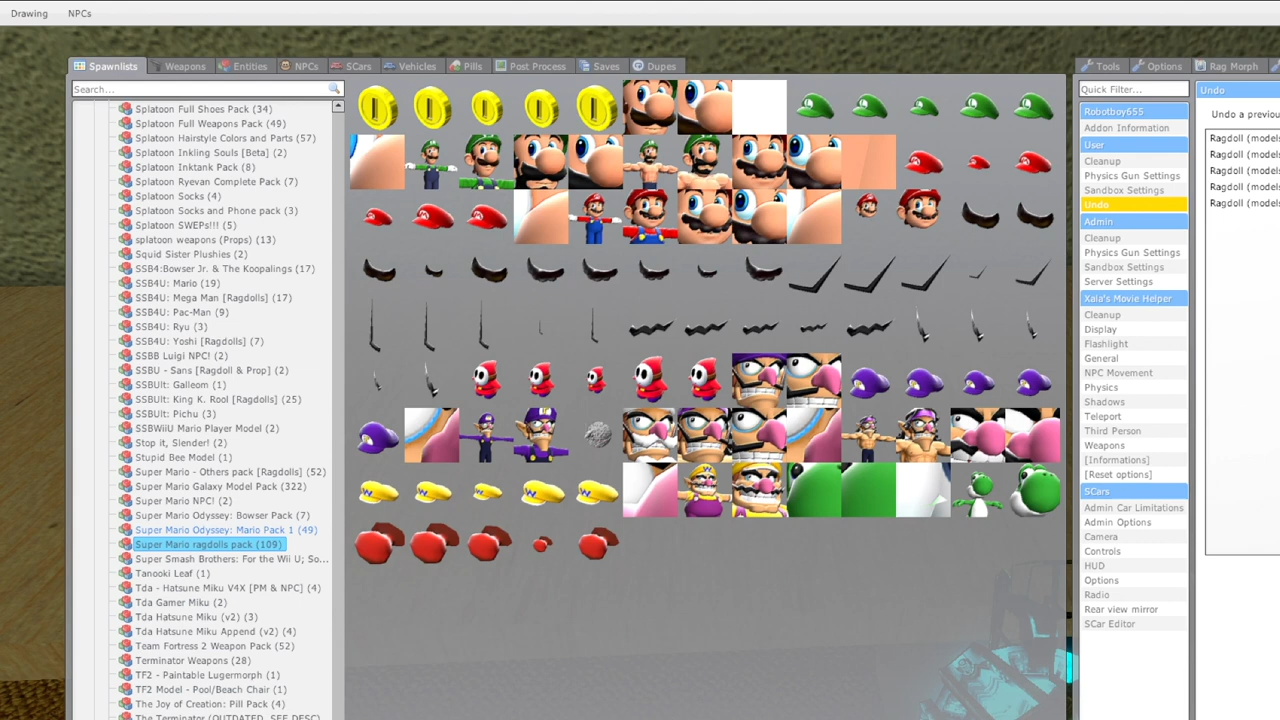 Drawing NPCs
Spawnlists Weapons Entities NPCs SCars Vehicles Pills Post Process Saves Dupes
Search...
Splatoon Full Shoes Pack (34)
Splatoon Full Weapons Pack (49)
Splatoon Hairstyle Colors and Parts (57)
Splatoon Inkling Souls [Beta] (2)
Splatoon Inktank Pack (8)
Splatoon Ryevan Complete Pack (7)
Splatoon Socks (4)
Splatoon Socks and Phone pack (3)
Splatoon SWEPs!!! (5)
splatoon weapons (Props) (13)
Squid Sister Plushies (2)
SSB4:Bowser Jr. & The Koopalings (17)
SSB4U: Mario (19)
SSB4U: Mega Man [Ragdolls] (17)
SSB4U: Pac-Man (9)
SSB4U: Ryu (3)
SSB4U: Yoshi [Ragdolls] (7)
SSBB Luigi NPC! (2)
SSBU - Sans [Ragdoll & Prop] (2)
SSBUlt: Galleom (1)
SSBUlt: King K. Rool [Ragdolls] (25)
SSBUlt: Pichu (3)
SSBWiiU Mario Player Model (2)
Stop it, Slender! (2)
Stupid Bee Model (1)
Super Mario - Others pack [Ragdolls] (52)
Super Mario Galaxy Model Pack (322)
Super Mario NPC! (2)
Super Mario Odyssey: Bowser Pack (7)
Super Mario Odyssey: Mario Pack 1 (49)
Super Mario ragdolls pack (109)
Super Smash Brothers: For the Wii U; So...
Tanooki Leaf (1)
Tda - Hatsune Miku V4X [PM & NPC] (4)
Tda Gamer Miku (2)
Tda Hatsune Miku (v2) (3)
Tda Hatsune Miku Append (v2) (4)
Team Fortress 2 Weapon Pack (52)
Terminator Weapons (28)
TF2 - Paintable Lugermorph (1)
TF2 Model - Pool/Beach Chair (1)
The Joy of Creation: Pill Pack (4)
The Terminator (OUTDATED, SEE DESC)
Tools Options Rag Morph
Quick Filter...
Robotboy655
Addon Information
User
Cleanup
Physics Gun Settings
Sandbox Settings
Undo
Admin
Cleanup
Physics Gun Settings
Sandbox Settings
Server Settings
Xala's Movie Helper
Cleanup
Display
Flashlight
General
NPC Movement
Physics
Shadows
Teleport
Third Person
Weapons
[Informations]
[Reset options]
SCars
Admin Car Limitations
Admin Options
Camera
Controls
HUD
Options
Radio
Rear view mirror
SCar Editor
Undo
Undo a previou
Ragdoll (models
Ragdoll (models
Ragdoll (models
Ragdoll (models
Ragdoll (models